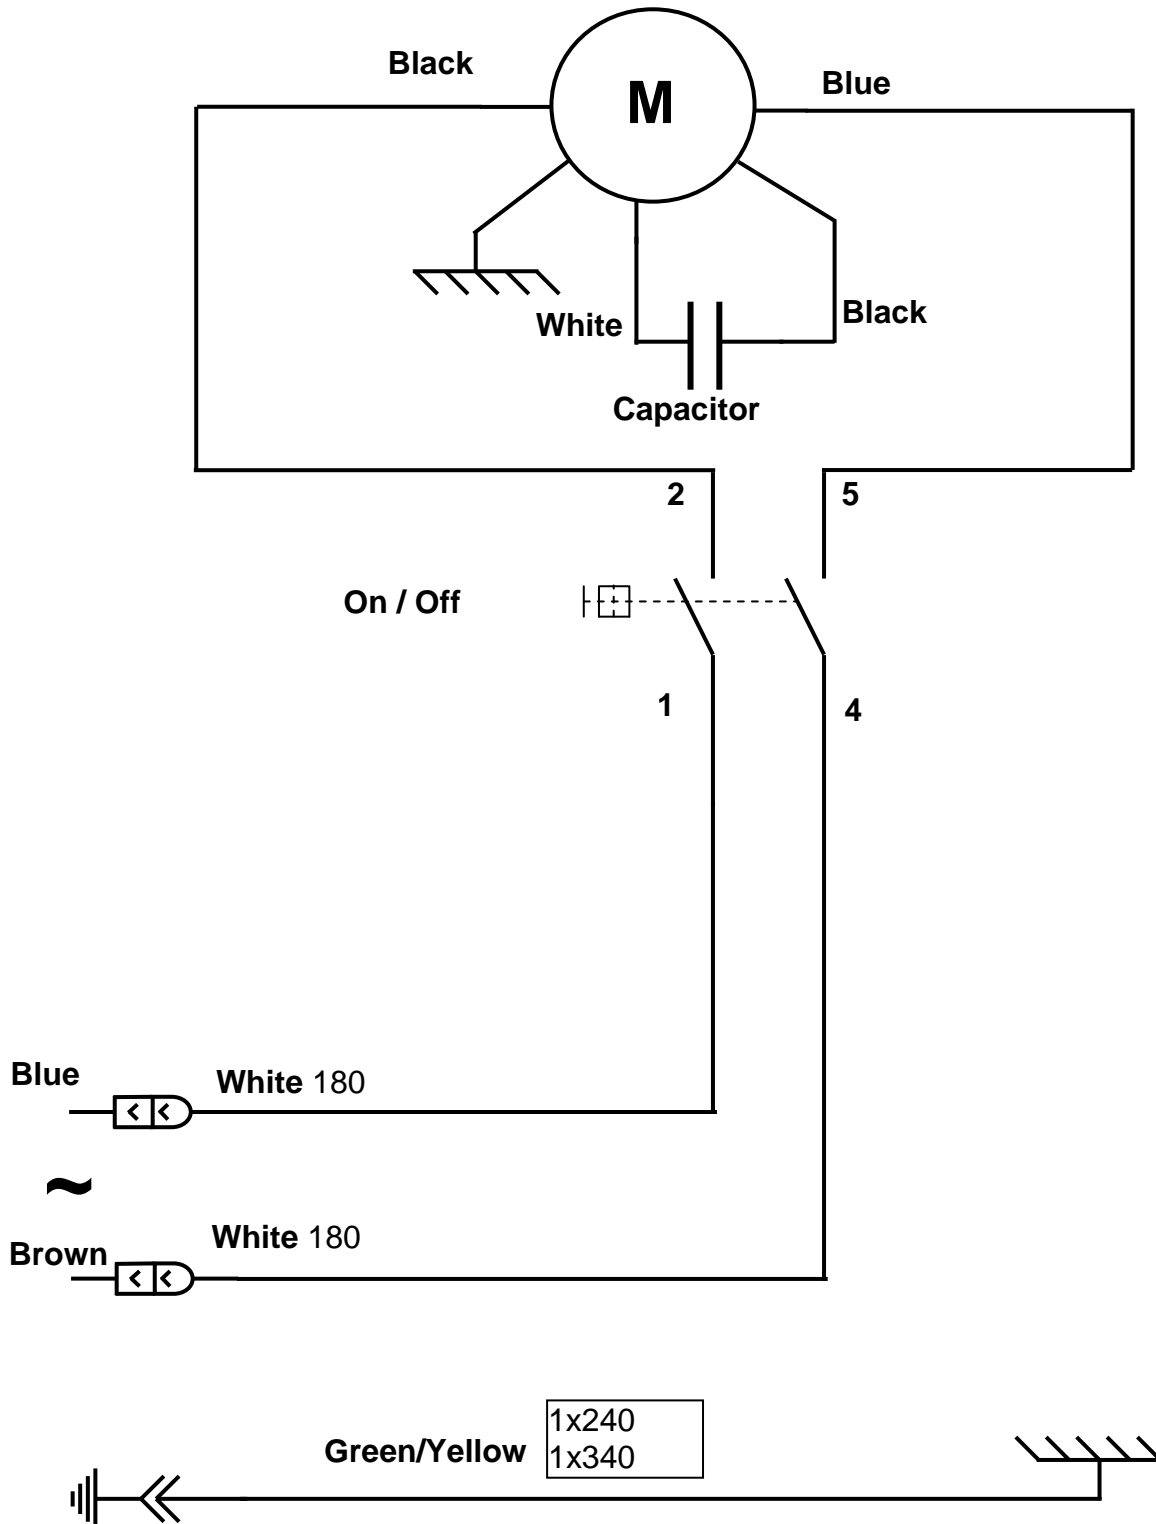 Black
M
Blue
White
Black
Capacitor
2
5
On / Off
1
4
Blue
White 180
~
Brown
White 180
Green/Yellow
1x240
1x340